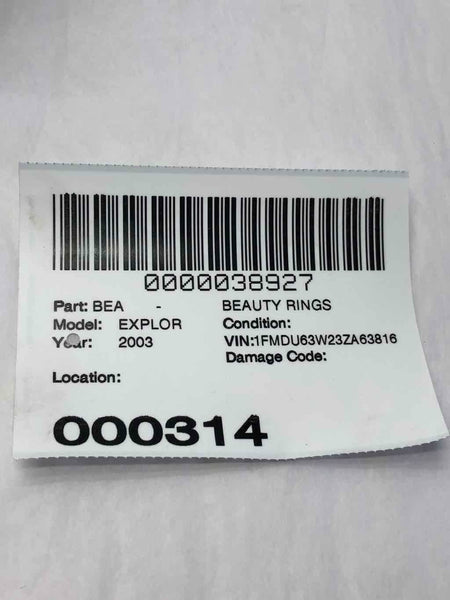 0000038927
Part: BEA - BEAUTY RINGS
Model: EXPLOR Condition:
Year: 2003 VIN:1FMDU63W23ZA63816
Damage Code:
Location:
000314